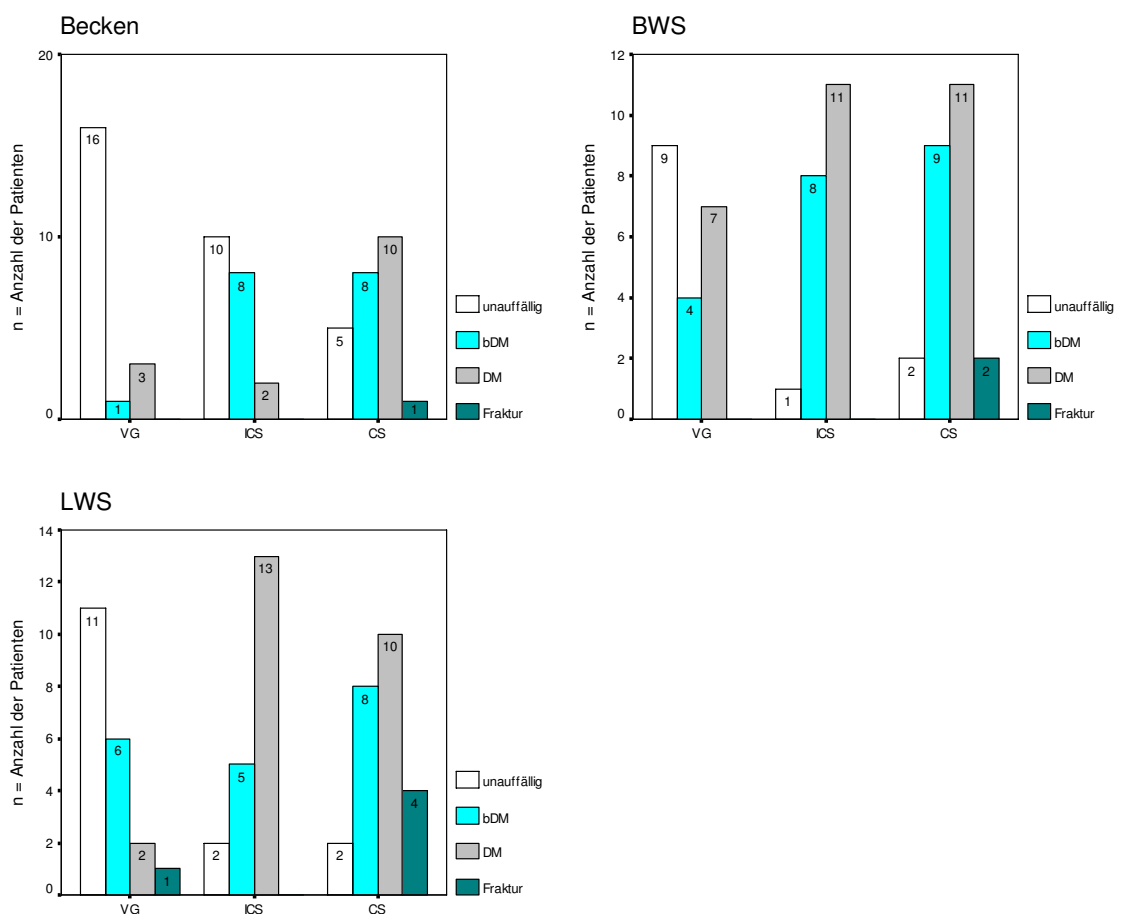 Becken
n = Anzahl der Patienten
20
10
0
16
1
3
10
8
2
5
8
10
1
VG
ICS
CS
unauffällig
bDM
DM
Fraktur
BWS
n = Anzahl der Patienten
12
10
8
6
4
2
0
9
4
7
1
8
11
2
9
11
2
VG
ICS
CS
unauffällig
bDM
DM
Fraktur
LWS
n = Anzahl der Patienten
14
12
10
8
6
4
2
0
11
6
2
1
2
5
13
2
8
10
4
VG
ICS
CS
unauffällig
bDM
DM
Fraktur